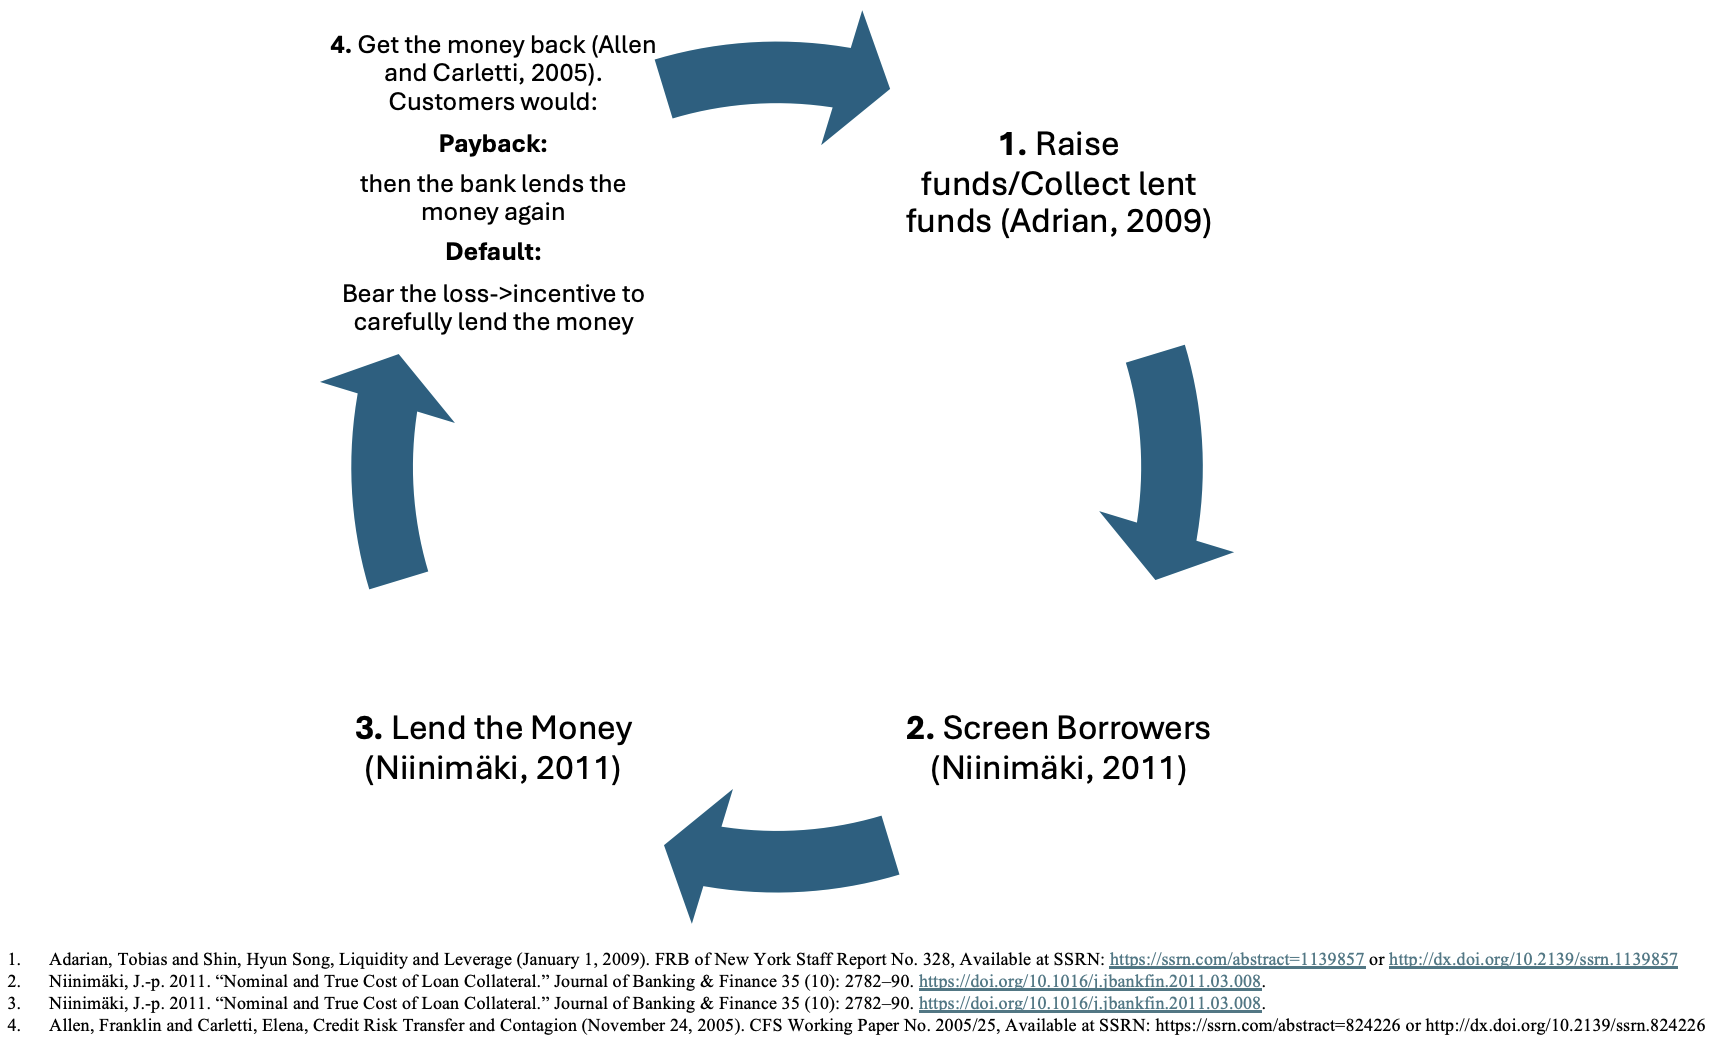 4. Get the money back (Allen
and Carletti, 2005).
Customers would:
Payback:
then the bank lends the
money again
Default:
Bear the loss->incentive to
carefully lend the money
1. Raise
funds/Collect lent
funds (Adrian, 2009)
3. Lend the Money
(Niinimäki, 2011)
2. Screen Borrowers
(Niinimäki, 2011)
1. Adarian, Tobias and Shin, Hyun Song, Liquidity and Leverage (January 1, 2009). FRB of New York Staff Report No. 328, Available at SSRN: https://ssrn.com/abstract=1139857 or http://dx.doi.org/10.2139/ssrn.1139857
2. Niinimäki, J.-p. 2011. “Nominal and True Cost of Loan Collateral.” Journal of Banking & Finance 35 (10): 2782–90. https://doi.org/10.1016/j.jbankfin.2011.03.008.
3. Niinimäki, J.-p. 2011. “Nominal and True Cost of Loan Collateral.” Journal of Banking & Finance 35 (10): 2782–90. https://doi.org/10.1016/j.jbankfin.2011.03.008.
4. Allen, Franklin and Carletti, Elena, Credit Risk Transfer and Contagion (November 24, 2005). CFS Working Paper No. 2005/25, Available at SSRN: https://ssrn.com/abstract=824226 or http://dx.doi.org/10.2139/ssrn.824226